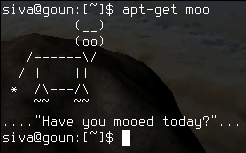 siva@goun:[~]$ apt-get moo
         (__)
         (oo)
   /------\/
  / |    ||
 *  /\---/\
    ~~   ~~
...."Have you mooed today?"...
siva@goun:[~]$